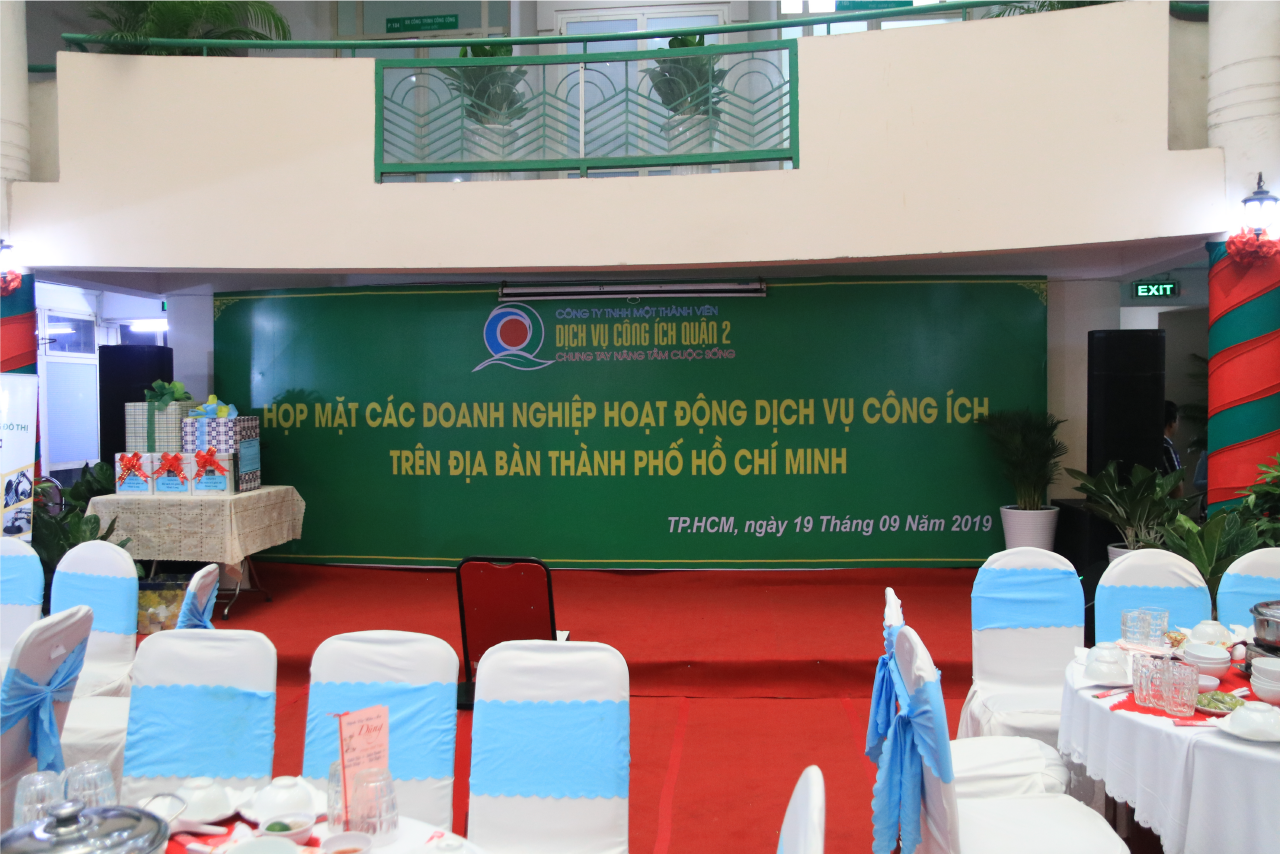 CÔNG TY TNHH MỘT THÀNH VIÊN
DỊCH VỤ CÔNG ÍCH QUẬN 2
CHUNG TAY NÂNG TẦM CUỘC SỐNG
HỌP MẶT CÁC DOANH NGHIỆP HOẠT ĐỘNG DỊCH VỤ CÔNG ÍCH
TRÊN ĐỊA BÀN THÀNH PHỐ HỒ CHÍ MINH
TP.HCM, ngày 19 Tháng 09 Năm 2019
EXIT
ĐÔ THỊ